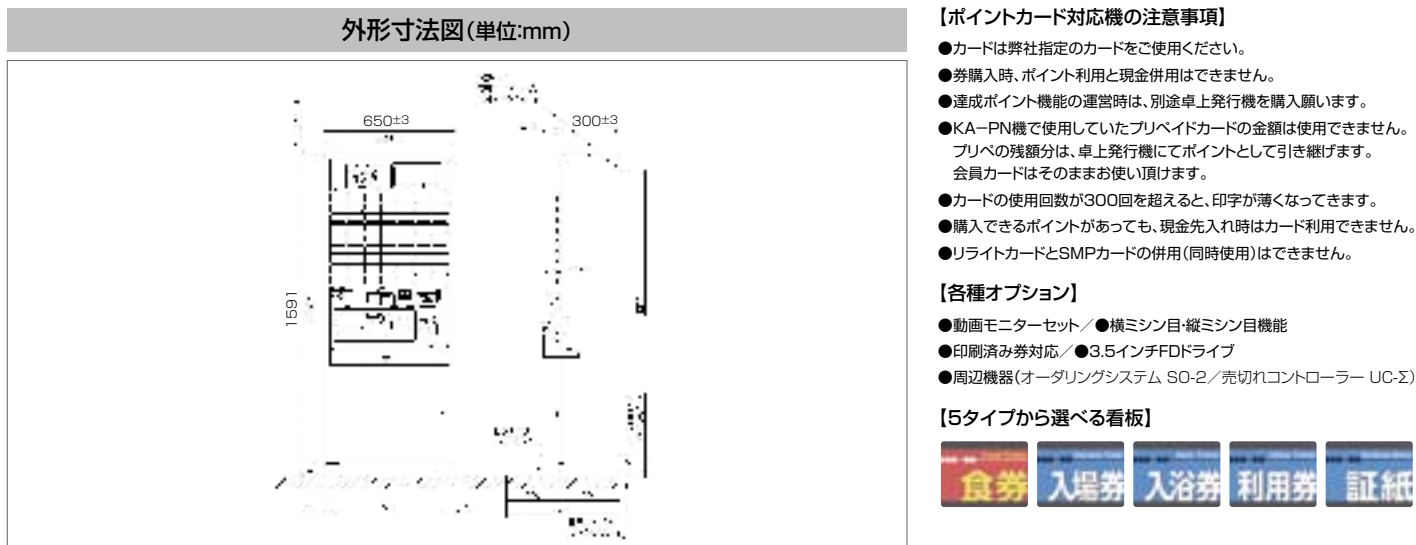 外形寸法図(単位:mm)
650±3
300±3
1591
【ポイントカード対応機の注意事項】
●カードは弊社指定のカードをご使用ください。
●券購入時、ポイント利用と現金併用はできません。
●達成ポイント機能の運営時は、別途卓上発行機を購入願います。
●KA−PN機で使用していたプリペイドカードの金額は使用できません。
プリペの残額分は、卓上発行機にてポイントとして引き継げます。
会員カードはそのままお使い頂けます。
●カードの使用回数が300回を超えると、印字が薄くなってきます。
●購入できるポイントがあっても、現金先入れ時はカード利用できません。
●リライトカードとSMPカードの併用(同時使用)はできません。
【各種オプション】
●動画モニターセット/●横ミシン目・縦ミシン目機能
●印刷済み券対応/●3.5インチFDドライブ
●周辺機器(オーダリングシステム SO-2/売切れコントローラー UC-Σ)
【5タイプから選べる看板】
食券 入場券 入浴券 利用券 証紙